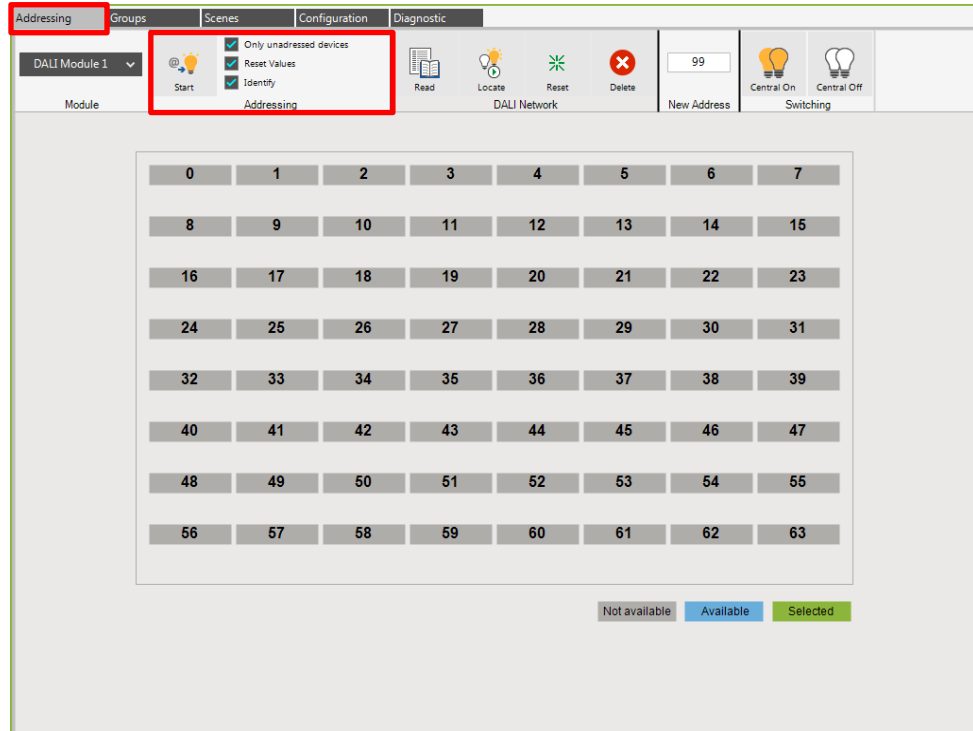 Addressing Groups Scenes Configuration Diagnostic
DALI Module 1
Only unadressed devices
Reset Values
Identify
99
Start Read Locate Reset Delete Central On Central Off
Module Addressing DALI Network New Address Switching
0 1 2 3 4 5 6 7
8 9 10 11 12 13 14 15
16 17 18 19 20 21 22 23
24 25 26 27 28 29 30 31
32 33 34 35 36 37 38 39
40 41 42 43 44 45 46 47
48 49 50 51 52 53 54 55
56 57 58 59 60 61 62 63
Not available Available Selected